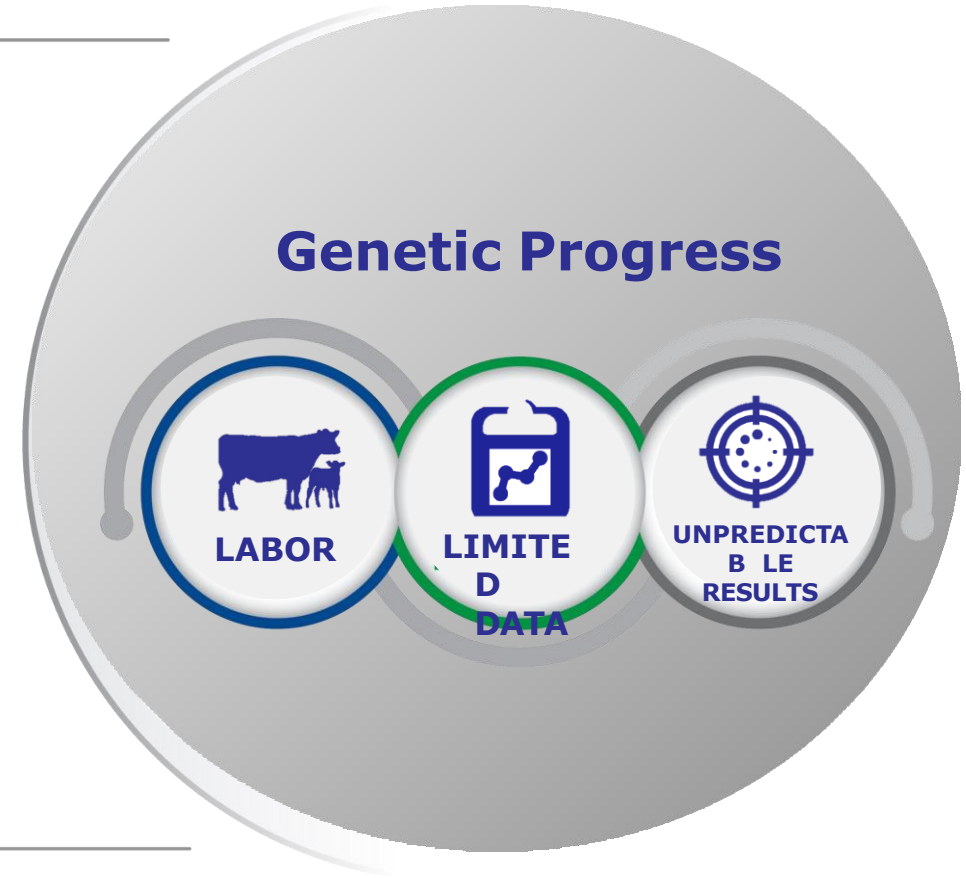 Genetic Progress
LABOR
LIMITE
D
DATA
UNPREDICTA
B LE
RESULTS